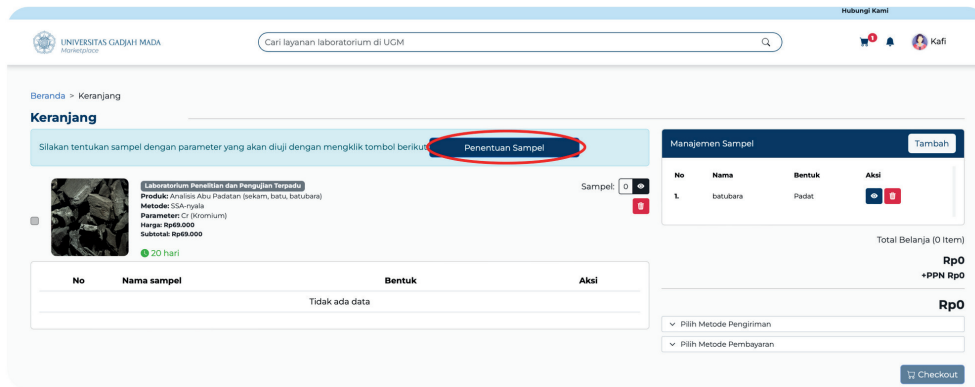 Hubungi Kami
UNIVERSITAS GADJAH MADA
Marketplace
Cari layanan laboratorium di UGM
1
Kafi
Beranda > Keranjang
Keranjang
Silakan tentukan sampel dengan parameter yang akan diuji dengan mengklik tombol berikut
Penentuan Sampel
Laboratorium Penelitian dan Pengujian Terpadu
Produk: Analisis Abu Padatan (sekam, batu, batubara)
Metode: SSA-nyala
Parameter: Cr (Kromium)
Harga: Rp69.000
Subtotal: Rp69.000
20 hari
Sampel: 0
No Nama sampel Bentuk Aksi
Tidak ada data
Manajemen Sampel Tambah
No Nama Bentuk Aksi
1. batubara Padat
Total Belanja (0 Item)
Rp0
+PPN Rp0
Rp0
Pilih Metode Pengiriman
Pilih Metode Pembayaran
Checkout